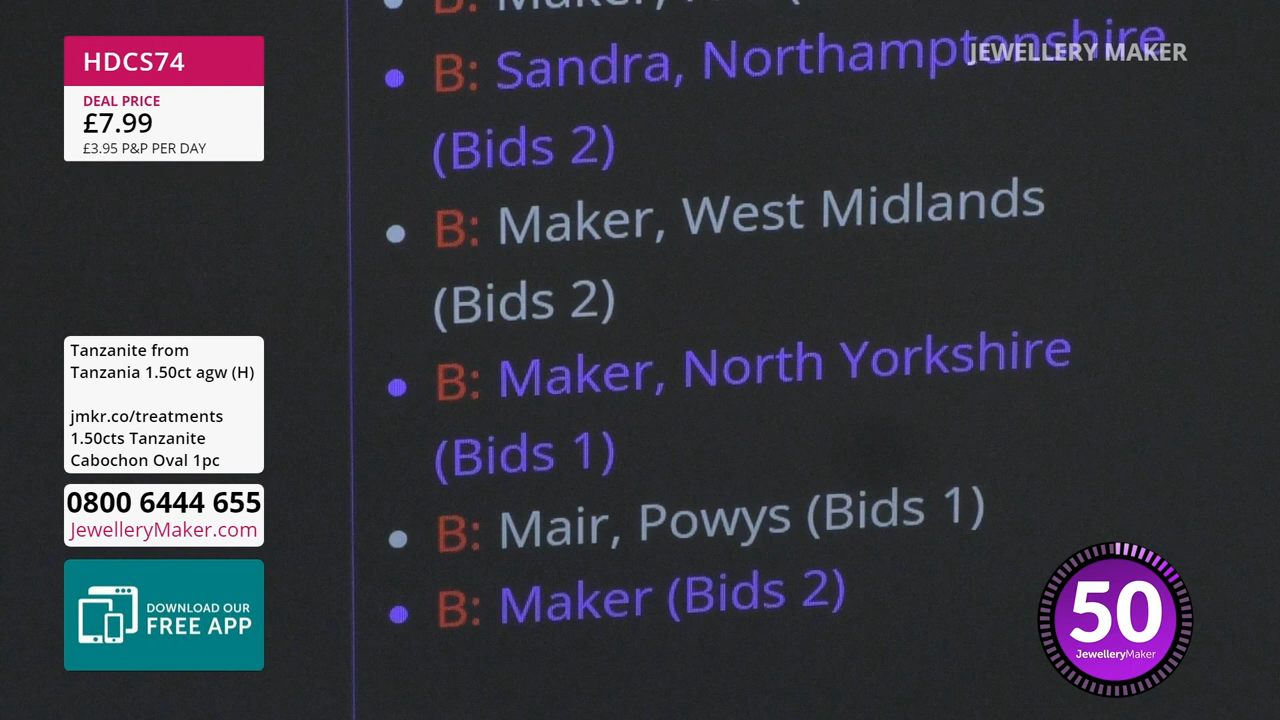 HDCS74
DEAL PRICE
£7.99
£3.95 P&P PER DAY
JEWELLERY MAKER
B: Maker,
B: Sandra, Northamptonshire
(Bids 2)
B: Maker, West Midlands
(Bids 2)
B: Maker, North Yorkshire
(Bids 1)
B: Mair, Powys (Bids 1)
B: Maker (Bids 2)
Tanzanite from
Tanzania 1.50ct agw (H)
jmkr.co/treatments
1.50cts Tanzanite
Cabochon Oval 1pc
0800 6444 655
JewelleryMaker.com
DOWNLOAD OUR
FREE APP
50
JewelleryMaker